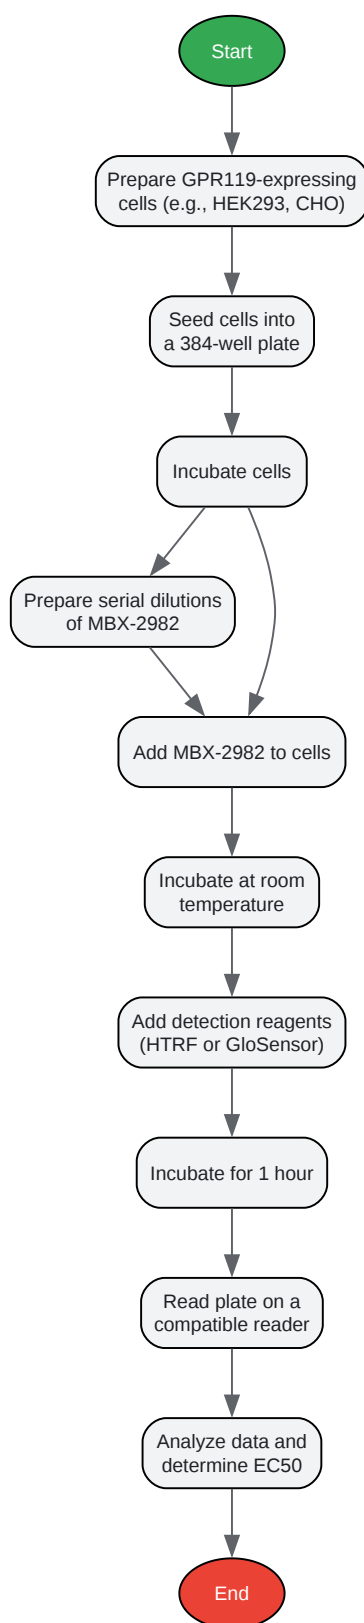 Start
Prepare GPR119-expressing
cells (e.g., HEK293, CHO)
Seed cells into
a 384-well plate
Incubate cells
Prepare serial dilutions
of MBX-2982
Add MBX-2982 to cells
Incubate at room
temperature
Add detection reagents
(HTRF or GloSensor)
Incubate for 1 hour
Read plate on a
compatible reader
Analyze data and
determine EC50
End